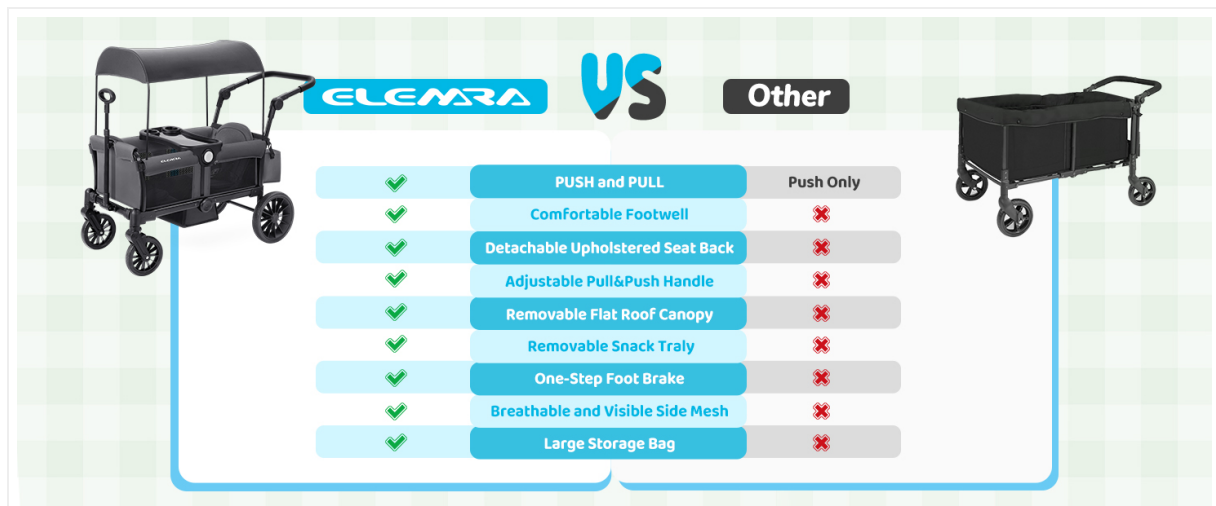 ELEMRA
VS
Other
ELEMRA
PUSH and PULL Push Only
Comfortable Footwell
Detachable Upholstered Seat Back
Adjustable Pull&Push Handle
Removable Flat Roof Canopy
Removable Snack Traly
One-Step Foot Brake
Breathable and Visible Side Mesh
Large Storage Bag